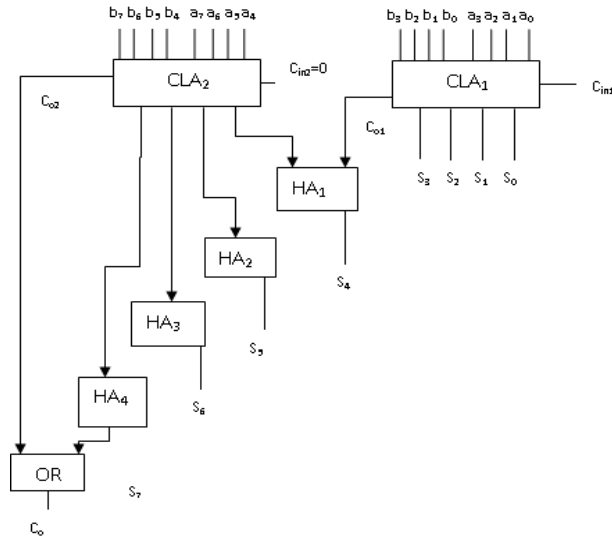 b₇ b₆ b₅ b₄ a₇ a₆ a₅ a₄
b₃ b₂ b₁ b₀ a₃ a₂ a₁ a₀
CLA₂
Cᵢₙ₂=0
CLA₁
Cᵢₙ₁
Cₒ₂
Cₒ₁
HA₁
S₃ S₂ S₁ S₀
HA₂
S₄
HA₃
S₅
HA₄
S₆
OR
S₇
Cₒ